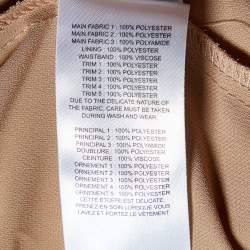 MAIN FABRIC 1 : 100% POLYESTER
MAIN FABRIC 2 : 100% POLYESTER
MAIN FABRIC 3 : 100% POLYAMIDE
LINING : 100% POLYESTER
WAISTBAND : 100% VISCOSE
TRIM 1 : 100% POLYESTER
TRIM 2 : 100% POLYESTER
TRIM 3 : 100% POLYESTER
TRIM 4 : 100% POLYESTER
TRIM 5 : 100% POLYESTER
DUE TO THE DELICATE NATURE OF
THE FABRIC, CARE MUST BE TAKEN
DURING WASH AND WEAR.
PRINCIPAL 1 : 100% POLYESTER
PRINCIPAL 2 : 100% POLYESTER
PRINCIPAL 3 : 100% POLYAMIDE
DOUBLURE : 100% POLYESTER
CEINTURE : 100% VISCOSE
ORNEMENT 1 : 100% POLYESTER
ORNEMENT 2 : 100% POLYESTER
ORNEMENT 3 : 100% POLYESTER
ORNEMENT 4 : 100% POLYESTER
ORNEMENT 5 : 100% POLYESTER
CETTE ETOFFE EST DELICATE.
PRENEZ EN SOIN LORSQUE VOUS LAVEZ
ET PORTEZ LE VÊTEMENT.